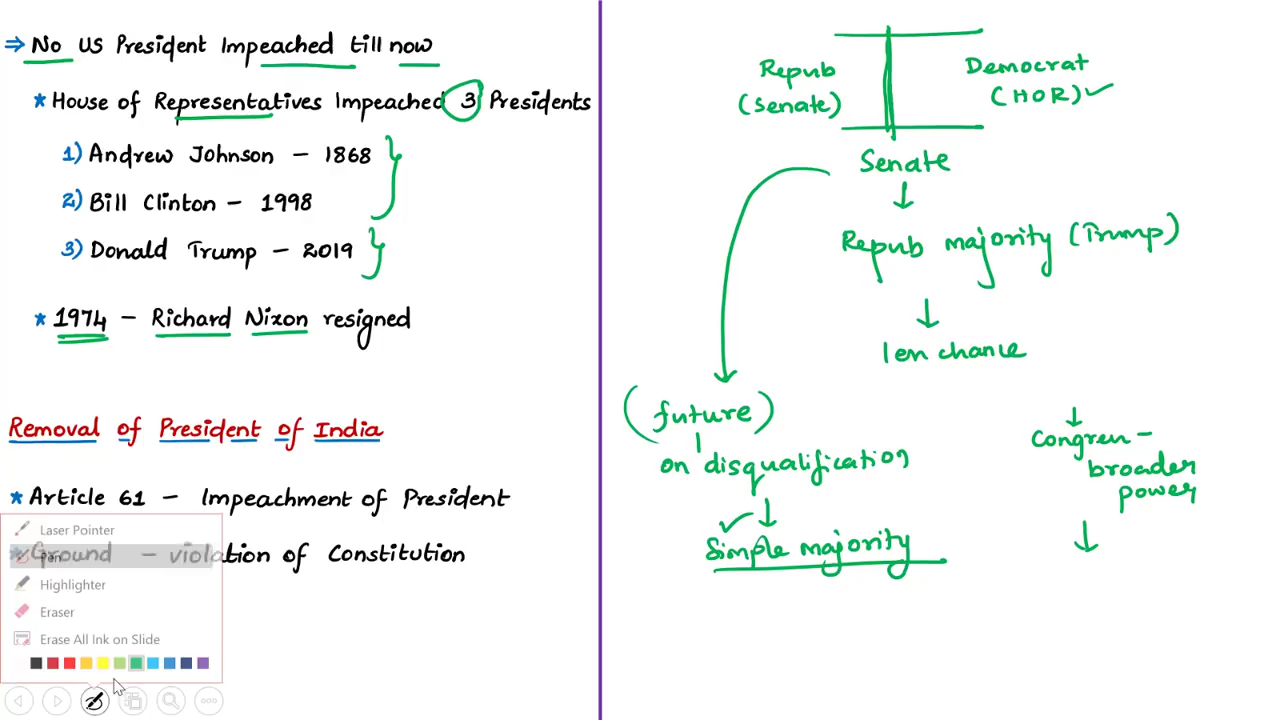 ⇒ No US President Impeached till now
* House of Representatives Impeached 3 Presidents
1) Andrew Johnson – 1868
2) Bill Clinton – 1998
3) Donald Trump – 2019
* 1974 – Richard Nixon resigned
Removal of President of India
* Article 61 – Impeachment of President
* Ground – violation of Constitution
Laser Pointer
Pen
Highlighter
Eraser
Erase All Ink on Slide
Repub
(Senate)
Democrat
(HOR) ✓
Senate
↓
Repub majority (Trump)
↓
less chance
(future)
on disqualification
↓
Simple majority
↓
Congress –
broader
power
↓